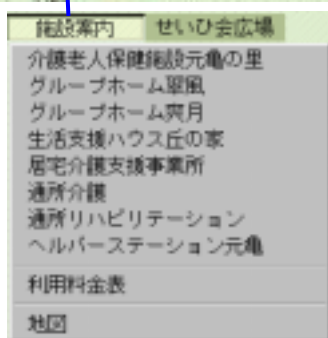 施設案内 せいひ会広場
介護老人保健施設元亀の里
グループホーム翠風
グループホーム爽月
生活支援ハウス丘の家
居宅介護支援事業所
通所介護
通所リハビリテーション
ヘルパーステーション元亀
利用料金表
地図